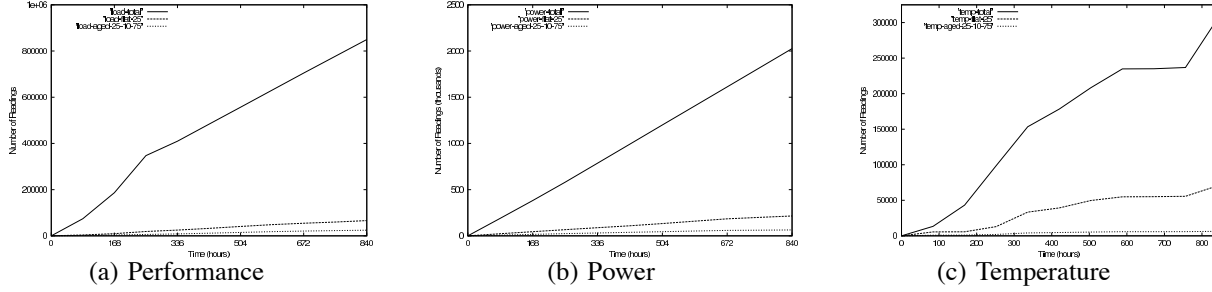 1e+06
800000
600000
400000
200000
0
0 168 336 504 672 840
Number of Readings
Time (hours)
"load-total"
"load-flat-25"
"load-aged-25-10-75"
(a) Performance
2500
2000
1500
1000
500
0
0 168 336 504 672 840
Number of Readings (thousands)
Time (hours)
"power-total"
"power-flat-25"
"power-aged-25-10-75"
(b) Power
300000
250000
200000
150000
100000
50000
0
0 100 200 300 400 500 600 700 800
Number of Readings
Time (hours)
"temp-total"
"temp-flat-25"
"temp-aged-25-10-75"
(c) Temperature